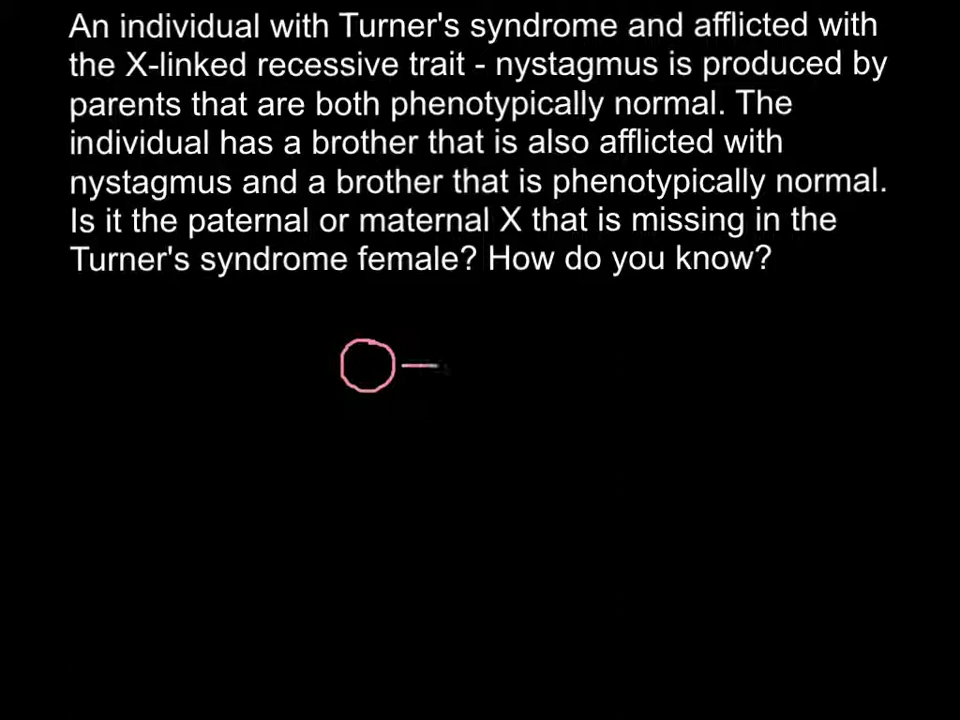 An individual with Turner's syndrome and afflicted with
the X-linked recessive trait - nystagmus is produced by
parents that are both phenotypically normal. The
individual has a brother that is also afflicted with
nystagmus and a brother that is phenotypically normal.
Is it the paternal or maternal X that is missing in the
Turner's syndrome female? How do you know?